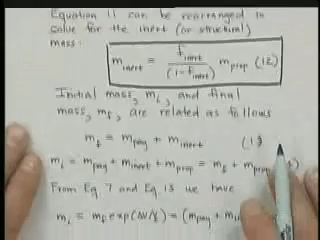 Equation 11 can be rearranged to
solve for the inert (or structural)
mass:
m_inert = f_inert / (1-f_inert) m_prop (12)
Initial mass, m_i, and final
mass, m_f, are related as follows
m_f = m_pay + m_inert (13
m_i = m_pay + m_inert + m_prop = m_f + m_prop 4)
From Eq 7 and Eq 13 we have
m_i = m_f exp(ΔV/ = (m_pay +